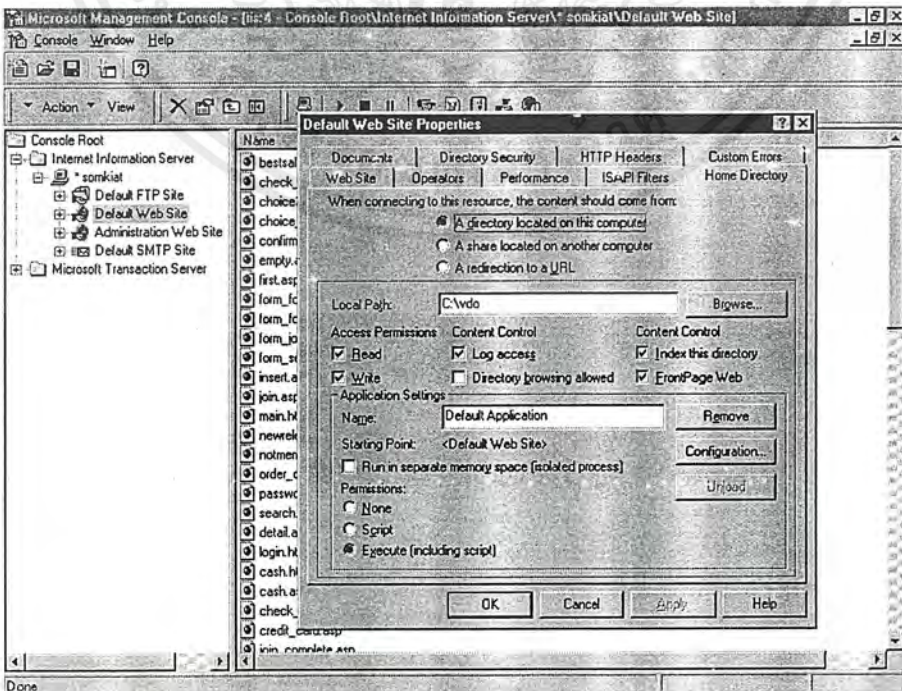 Microsoft Management Console - [iis:4 - Console Root\Internet Information Server\* somkiat\Default Web Site]
Console Window Help
Action View
Console Root
Internet Information Server
* somkiat
Default FTP Site
Default Web Site
Administration Web Site
Default SMTP Site
Microsoft Transaction Server
Name
bestsal
check_
choice2
choice_
confirm
empty.a
first.asp
form_fo
form_fo
form_jo
form_se
insert.a
join.asp
main.ht
newrele
notmen
order_c
passwo
search.
detail.a
login.ht
cash.ht
cash.a
check_
credit_card.asp
join_complete.asp
Default Web Site Properties
Documents Directory Security HTTP Headers Custom Errors
Web Site Operators Performance ISAPI Filters Home Directory
When connecting to this resource, the content should come from:
A directory located on this computer
A share located on another computer
A redirection to a URL
Local Path: C:\vdo Browse...
Access Permissions Content Control Content Control
Read Log access Index this directory
Write Directory browsing allowed FrontPage Web
Application Settings
Name: Default Application Remove
Starting Point: <Default Web Site> Configuration...
Run in separate memory space (isolated process)
Permissions: Unload
None
Script
Execute (including script)
OK Cancel Apply Help
Done